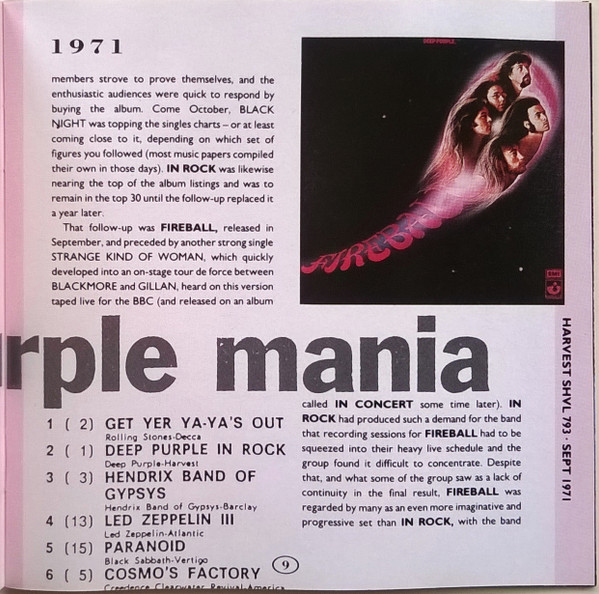 1971
members strove to prove themselves, and the
enthusiastic audiences were quick to respond by
buying the album. Come October, BLACK
NIGHT was topping the singles charts – or at least
coming close to it, depending on which set of
figures you followed (most music papers compiled
their own in those days). IN ROCK was likewise
nearing the top of the album listings and was to
remain in the top 30 until the follow-up replaced it
a year later.
That follow-up was FIREBALL, released in
September, and preceded by another strong single
STRANGE KIND OF WOMAN, which quickly
developed into an on-stage tour de force between
BLACKMORE and GILLAN, heard on this version
taped live for the BBC (and released on an album
DEEP PURPLE
FIREBALL
EMI
HARVEST SHVL 793 · SEPT 1971
rple mania
1 ( 2) GET YER YA-YA'S OUT
Rolling Stones-Decca
2 ( 1) DEEP PURPLE IN ROCK
Deep Purple-Harvest
3 ( 3) HENDRIX BAND OF
GYPSYS
Hendrix Band of Gypsys-Barclay
4 (13) LED ZEPPELIN III
Led Zeppelin-Atlantic
5 (15) PARANOID
Black Sabbath-Vertigo
6 ( 5) COSMO'S FACTORY
Creedence Clearwater Revival-America
called IN CONCERT some time later). IN
ROCK had produced such a demand for the band
that recording sessions for FIREBALL had to be
squeezed into their heavy live schedule and the
group found it difficult to concentrate. Despite
that, and what some of the group saw as a lack of
continuity in the final result, FIREBALL was
regarded by many as an even more imaginative and
progressive set than IN ROCK, with the band
9